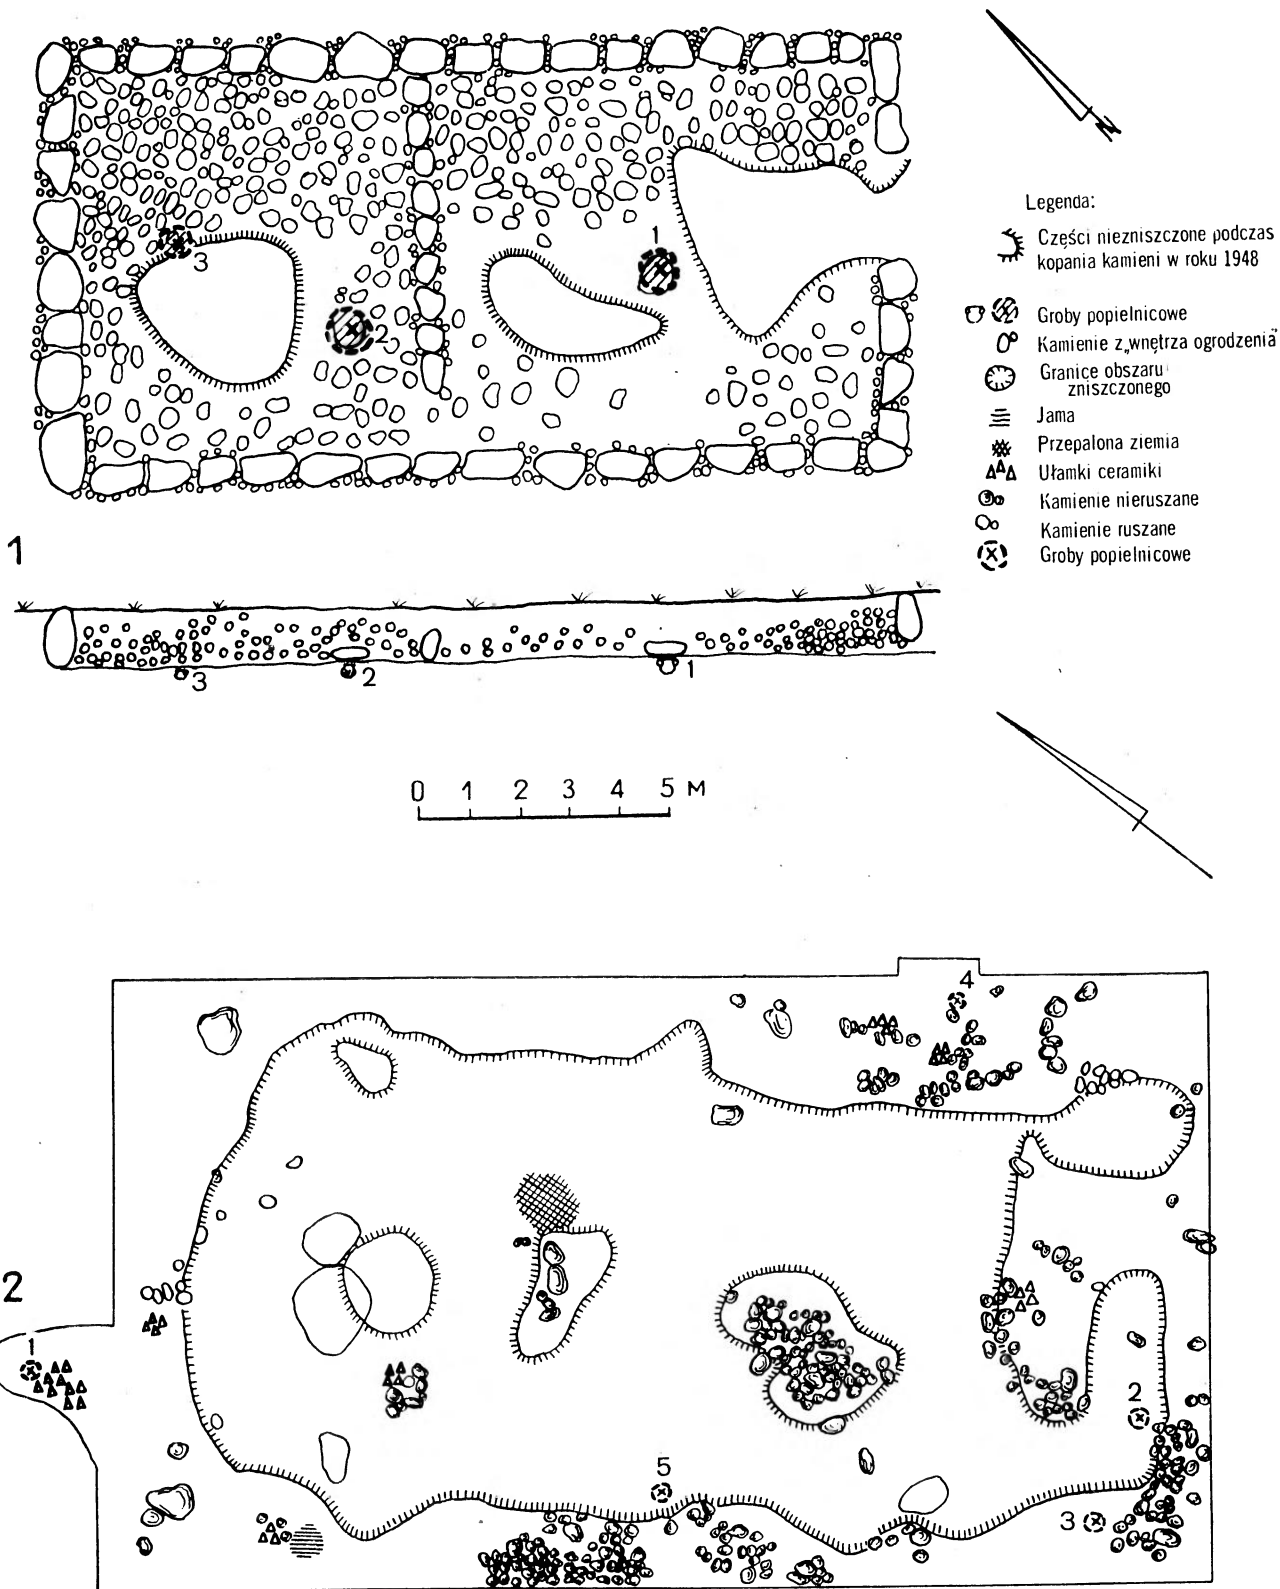 N
1
2
3
Legenda:
Części niezniszczone podczas
kopania kamieni w roku 1948
Groby popielnicowe
Kamienie z „wnętrza ogrodzenia"
Granice obszaru
zniszczonego
Jama
Przepalona ziemia
Ułamki ceramiki
Kamienie nieruszane
Kamienie ruszane
Groby popielnicowe
1
3
2
1
0 1 2 3 4 5 M
4
2
1
2
5
3